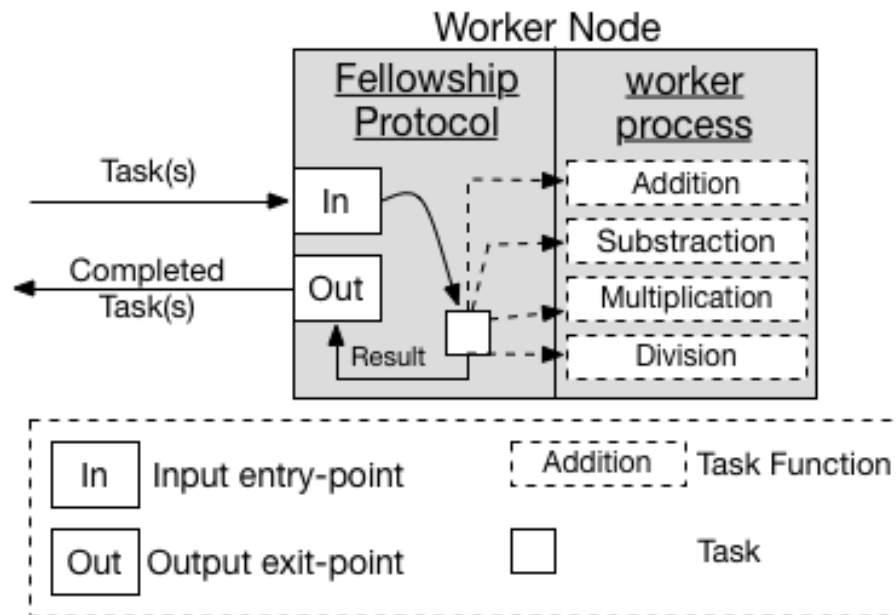 Worker Node
Fellowship
Protocol
worker
process
Task(s)
In
Completed
Task(s)
Out
Result
Addition
Substraction
Multiplication
Division
In
Input entry-point
Addition
Task Function
Out
Output exit-point
Task